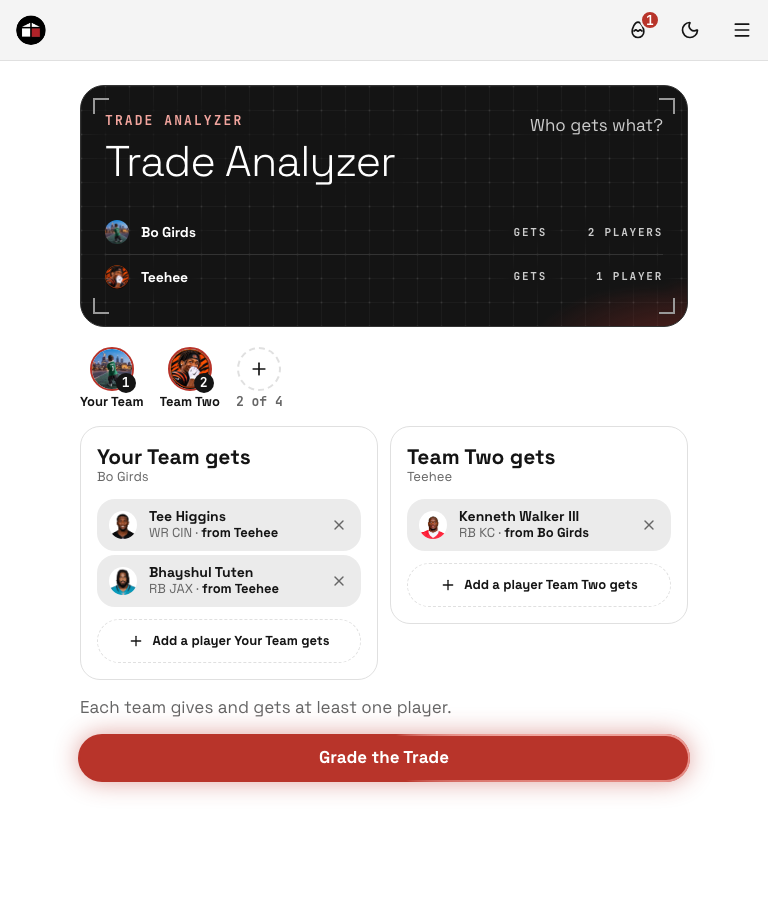 1
TRADE ANALYZER
Who gets what?
Trade Analyzer
Bo Girds GETS 2 PLAYERS
Teehee GETS 1 PLAYER
1 2
Your Team Team Two 2 of 4
Your Team gets
Bo Girds
Tee Higgins
WR CIN · from Teehee
Bhayshul Tuten
RB JAX · from Teehee
Add a player Your Team gets
Team Two gets
Teehee
Kenneth Walker III
RB KC · from Bo Girds
Add a player Team Two gets
Each team gives and gets at least one player.
Grade the Trade